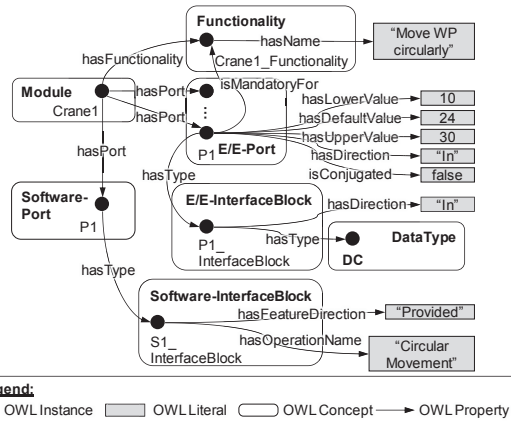 Functionality
hasName
"Move WP
circularly"
hasFunctionality
Crane1_Functionality
isMandatoryFor
Module
Crane1
hasPort
hasPort
P1
E/E-Port
hasLowerValue
10
hasDefaultValue
24
hasUpperValue
30
hasDirection
"In"
isConjugated
false
hasPort
hasType
Software-
Port
P1
E/E-InterfaceBlock
hasDirection
"In"
P1_
InterfaceBlock
hasType
DataType
DC
hasType
Software-InterfaceBlock
hasFeatureDirection
"Provided"
S1_
InterfaceBlock
hasOperationName
"Circular
Movement"
gend:
OWL Instance
OWL Literal
OWL Concept
OWL Property